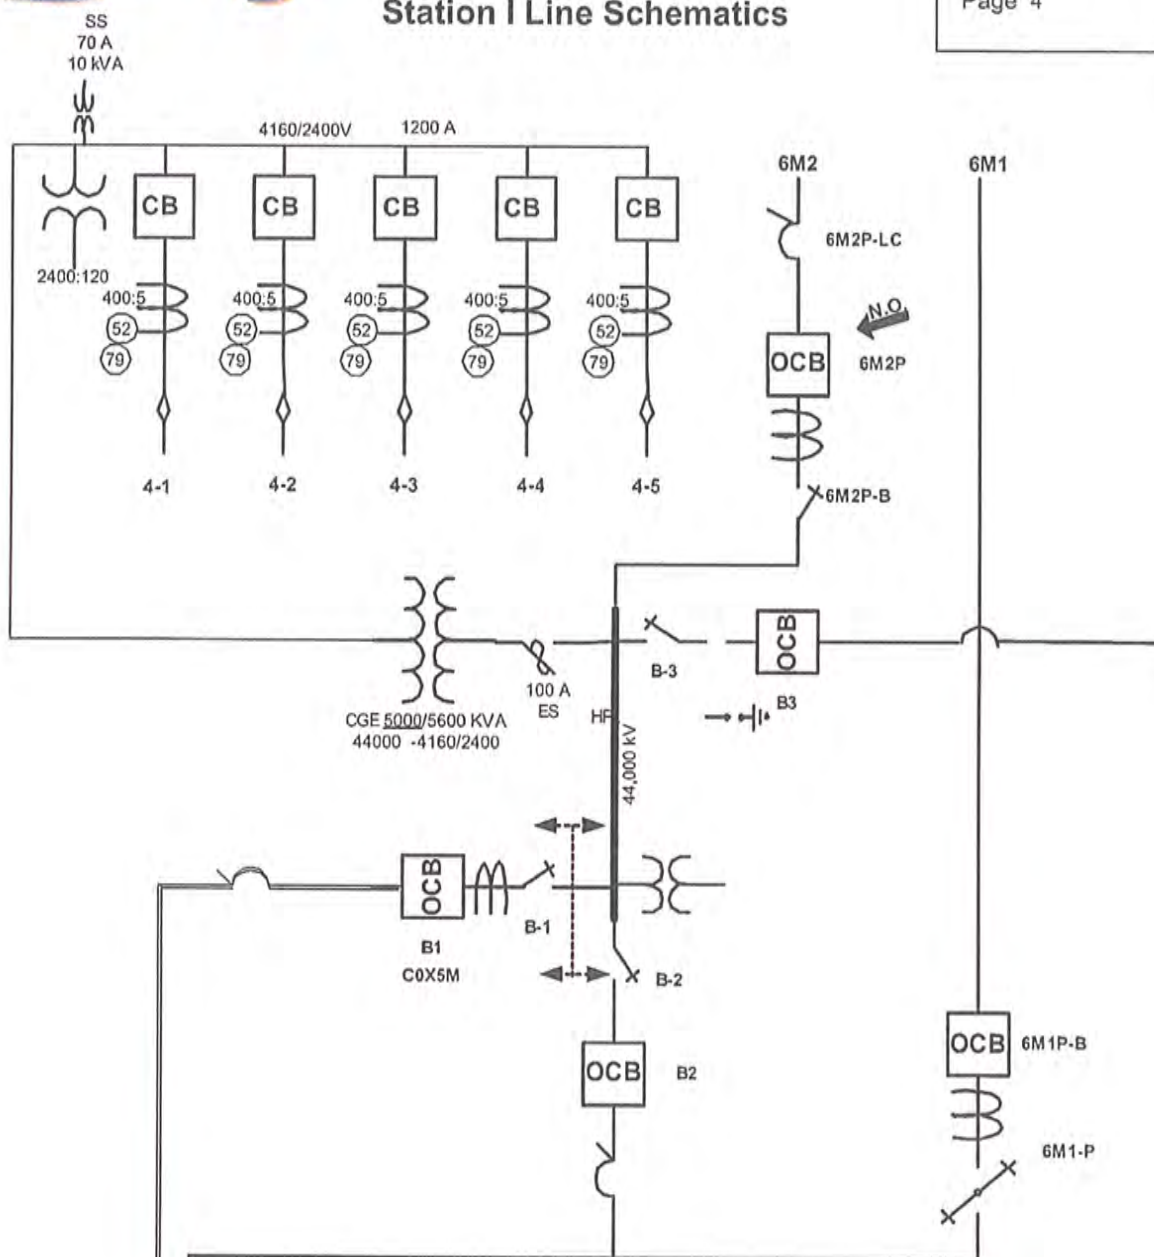 Station I Line Schematics
Page 4
SS
70 A
10 kVA
4160/2400V
1200 A
6M2
6M1
CB
CB
CB
CB
CB
6M2P-LC
2400:120
400:5
400:5
400:5
400:5
400:5
N.O.
52
52
52
52
52
79
79
79
79
79
OCB
6M2P
4-1
4-2
4-3
4-4
4-5
6M2P-B
OCB
B-3
100 A
ES
B3
HF
CGE 5000/5600 KVA
44000 -4160/2400
44,000 kV
OCB
B-1
B1
C0X5M
B-2
OCB
B2
OCB
6M1P-B
6M1-P